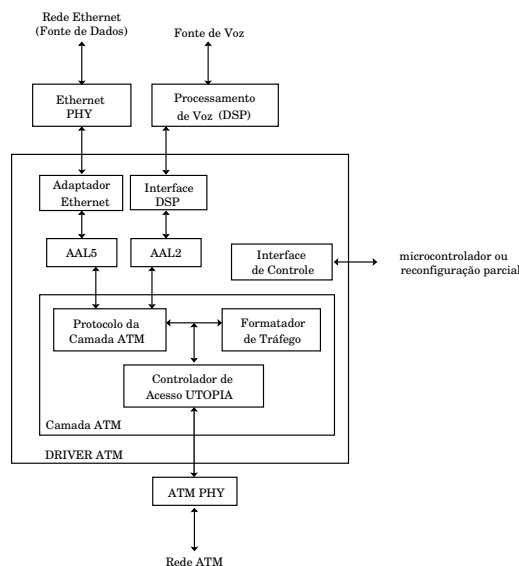 Rede Ethernet
(Fonte de Dados)
Fonte de Voz
Ethernet
PHY
Processamento
de Voz (DSP)
Adaptador
Ethernet
Interface
DSP
AAL5
AAL2
Interface
de Controle
microcontrolador ou
reconfiguração parcial
Protocolo da
Camada ATM
Formatador
de Tráfego
Controlador de
Acesso UTOPIA
Camada ATM
DRIVER ATM
ATM PHY
Rede ATM